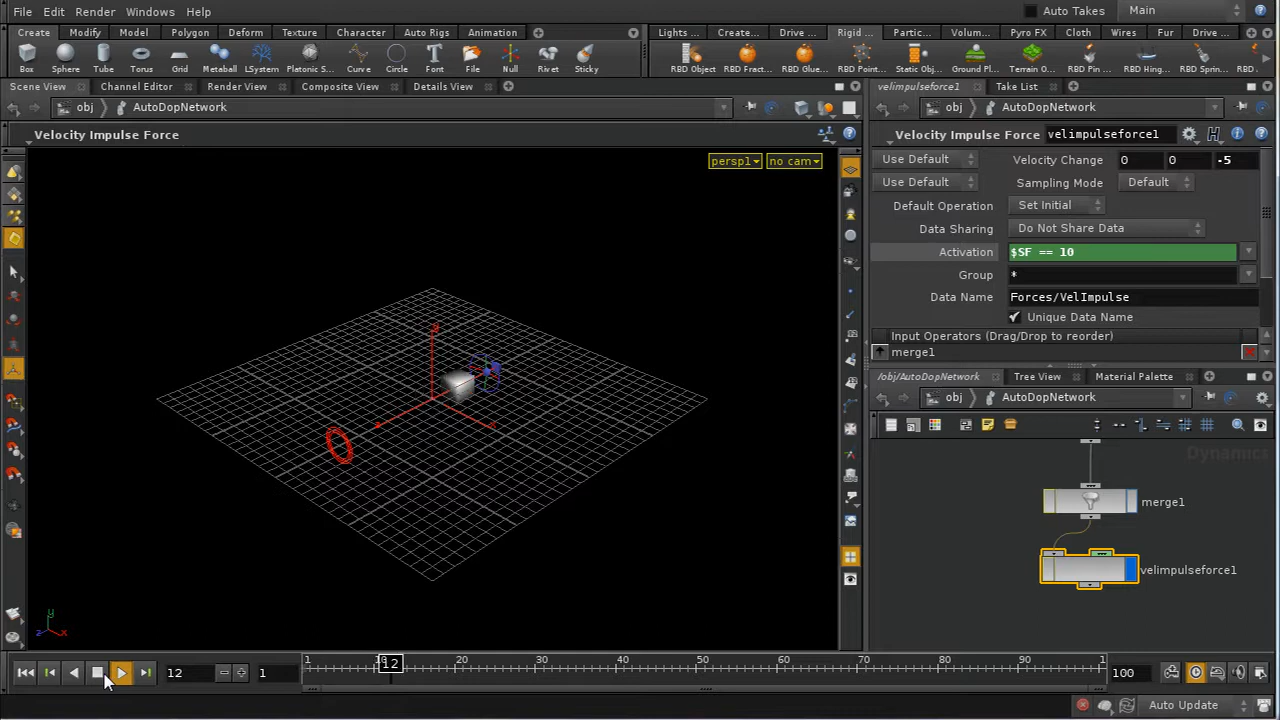 File Edit Render Windows Help Auto Takes Main
Create Modify Model Polygon Deform Texture Character Auto Rigs Animation Lights ... Create... Drive ... Rigid ... Partic... Volum... Pyro FX Cloth Wires Fur Drive ...
Box Sphere Tube Torus Grid Metaball LSystem Platonic S... Curve Circle Font File Null Rivet Sticky RBD Object RBD Fract... RBD Glue... RBD Point... Static Obj... Ground Pl... Terrain O... RBD Pin ... RBD Hing... RBD Sprin... RBD
Scene View Channel Editor Render View Composite View Details View velimpulseforce1 Take List
obj AutoDopNetwork obj AutoDopNetwork
Velocity Impulse Force Velocity Impulse Force velimpulseforce1
persp1 no cam
Use Default Velocity Change 0 0 -5
Use Default Sampling Mode Default
Default Operation Set Initial
Data Sharing Do Not Share Data
Activation $SF == 10
Group *
Data Name Forces/VelImpulse
Unique Data Name
Input Operators (Drag/Drop to reorder)
merge1
/obj/AutoDopNetwork Tree View Material Palette
obj AutoDopNetwork
Dynamics
merge1
velimpulseforce1
y
z x
12 1 1 12 20 30 40 50 60 70 80 90 1 100
Auto Update